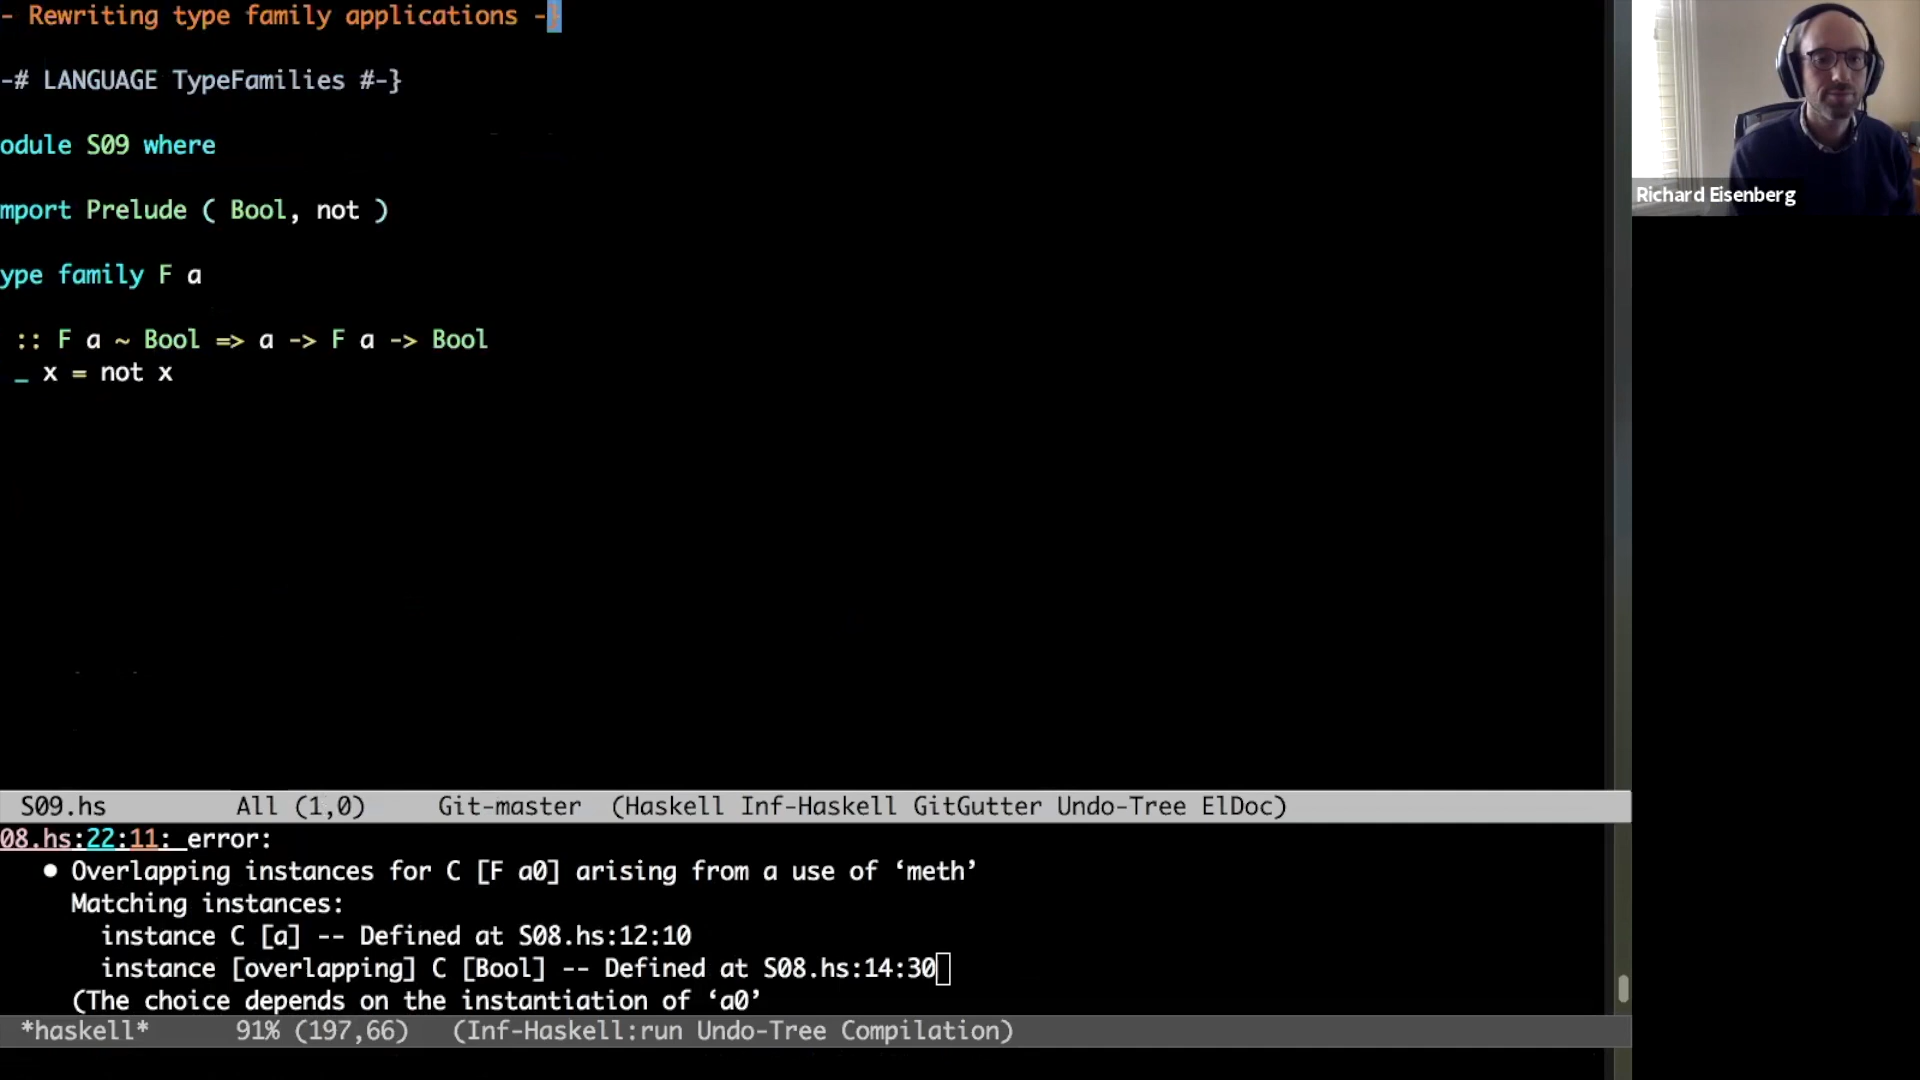 - Rewriting type family applications -}
-# LANGUAGE TypeFamilies #-}
odule S09 where
mport Prelude ( Bool, not )
ype family F a
:: F a ~ Bool => a -> F a -> Bool
_ x = not x
S09.hs All (1,0) Git-master (Haskell Inf-Haskell GitGutter Undo-Tree ElDoc)
08.hs:22:11: error:
• Overlapping instances for C [F a0] arising from a use of ‘meth’
Matching instances:
instance C [a] -- Defined at S08.hs:12:10
instance [overlapping] C [Bool] -- Defined at S08.hs:14:30
(The choice depends on the instantiation of ‘a0’
*haskell* 91% (197,66) (Inf-Haskell:run Undo-Tree Compilation)
Richard Eisenberg